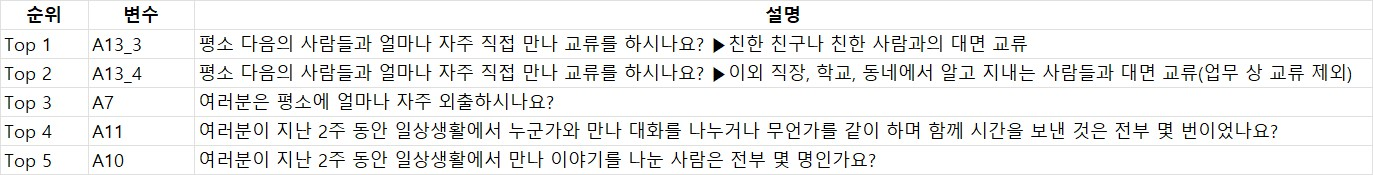 순위 변수 설명
Top 1 A13_3 평소 다음의 사람들과 얼마나 자주 직접 만나 교류를 하시나요? ▶친한 친구나 친한 사람과의 대면 교류
Top 2 A13_4 평소 다음의 사람들과 얼마나 자주 직접 만나 교류를 하시나요? ▶이외 직장, 학교, 동네에서 알고 지내는 사람들과 대면 교류(업무 상 교류 제외)
Top 3 A7 여러분은 평소에 얼마나 자주 외출하시나요?
Top 4 A11 여러분이 지난 2주 동안 일상생활에서 누군가와 만나 대화를 나누거나 무언가를 같이 하며 함께 시간을 보낸 것은 전부 몇 번이었나요?
Top 5 A10 여러분이 지난 2주 동안 일상생활에서 만나 이야기를 나눈 사람은 전부 몇 명인가요?